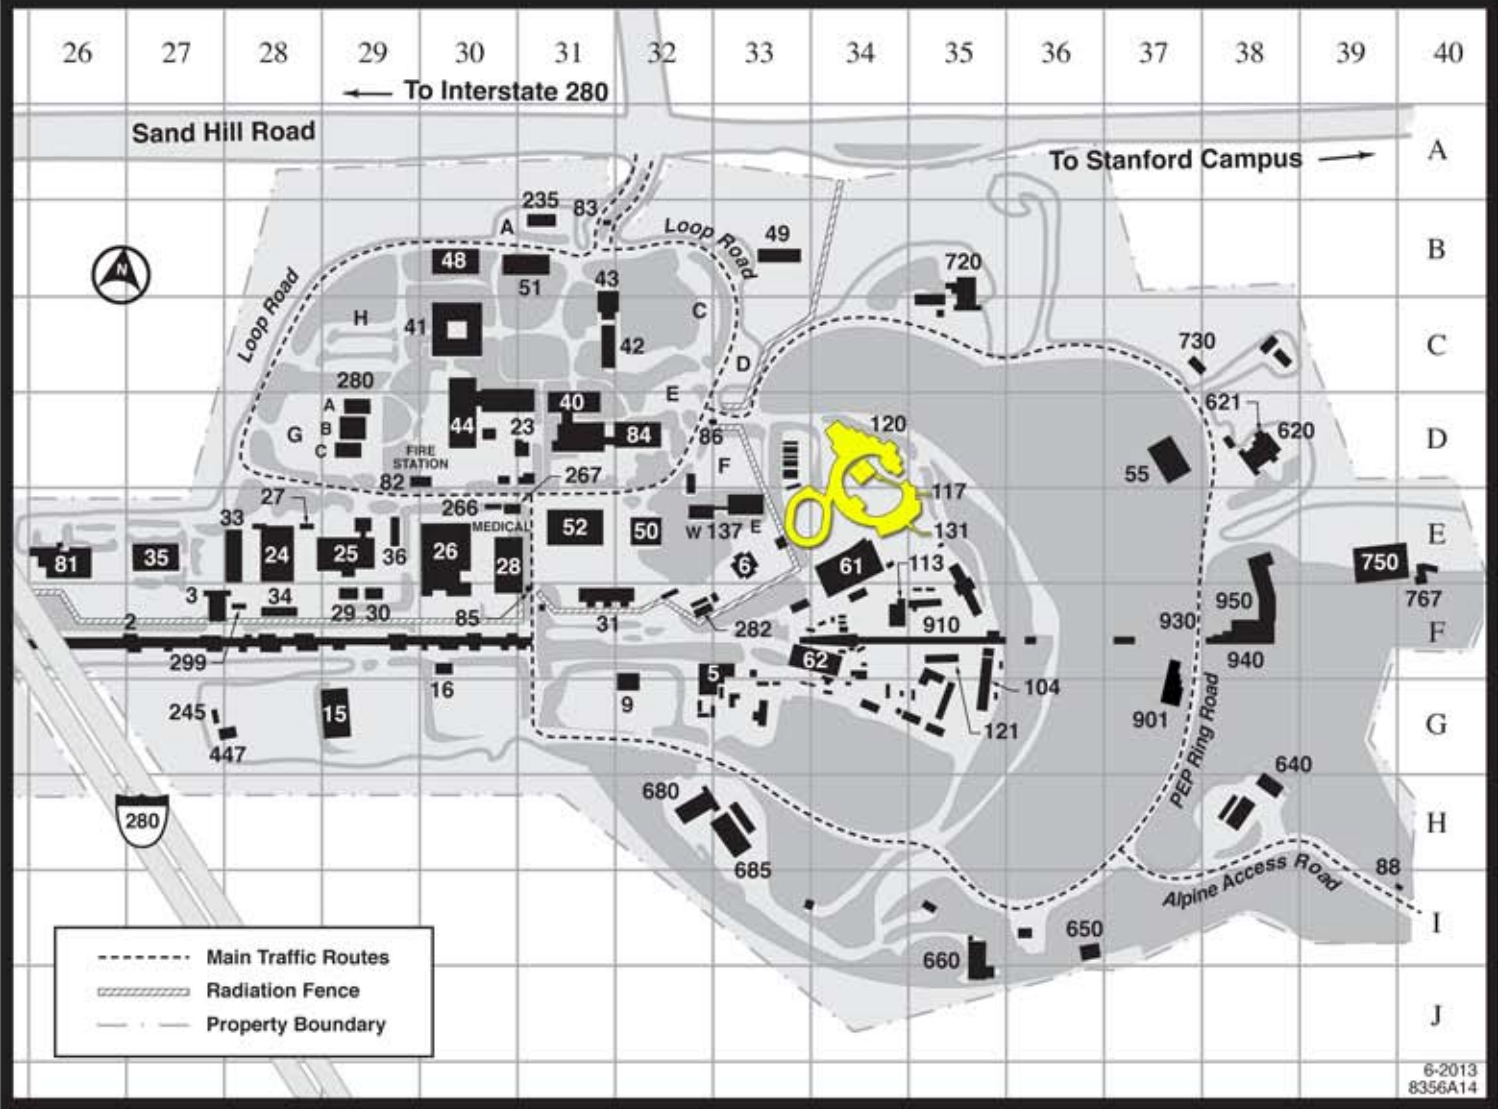 26 27 28 29 30 31 32 33 34 35 36 37 38 39 40
To Interstate 280
Sand Hill Road
To Stanford Campus
A
235 83
A
Loop Road
49
B
N
48
51
43
720
Loop Road
H
41
42
C
D
730
C
280
A
B
C
G
44
23
40
84
E
86
F
120
621
620
D
55
FIRE
STATION
82
267
27
266
MEDICAL
117
33
52
50
W 137 E
131
E
81
35
24
25
36
26
28
6
61
113
750
3
34
29 30
85
31
282
910
950
767
2
930
F
299
62
940
16
5
9
104
245
15
901
G
447
121
PEP Ring Road
640
280
680
H
685
88
Alpine Access Road
650
I
660
Main Traffic Routes
Radiation Fence
Property Boundary
J
6-2013
8356A14